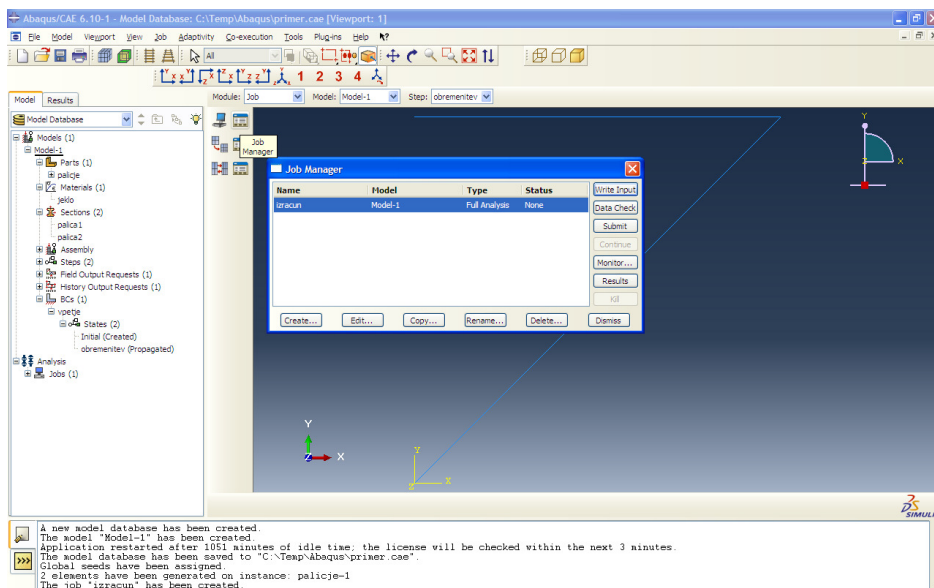 Abaqus/CAE 6.10-1 - Model Database: C:\Temp\Abaqus\primer.cae [Viewport: 1]
File Model Viewport View Job Adaptivity Co-execution Tools Plug-ins Help
All
1 2 3 4
Model Results
Module: Job Model: Model-1 Step: obremenitev
Model Database
Models (1)
Model-1
Parts (1)
palicje
Materials (1)
jeklo
Sections (2)
palica1
palica2
Assembly
Steps (2)
Field Output Requests (1)
History Output Requests (1)
BCs (1)
vpetje
States (2)
Initial (Created)
obremenitev (Propagated)
Analysis
Jobs (1)
Job
Manager
Job Manager
Name Model Type Status
izracun Model-1 Full Analysis None
Write Input
Data Check
Submit
Continue
Monitor...
Results
Kill
Create... Edit... Copy... Rename... Delete... Dismiss
Y
X
Z
Y
X
Z
Y
X
Z
SIMULI
A new model database has been created.
The model "Model-1" has been created.
Application restarted after 1051 minutes of idle time; the license will be checked within the next 3 minutes.
The model database has been saved to "C:\Temp\Abaqus\primer.cae".
Global seeds have been assigned.
2 elements have been generated on instance: palicje-1
The job "izracun" has been created.